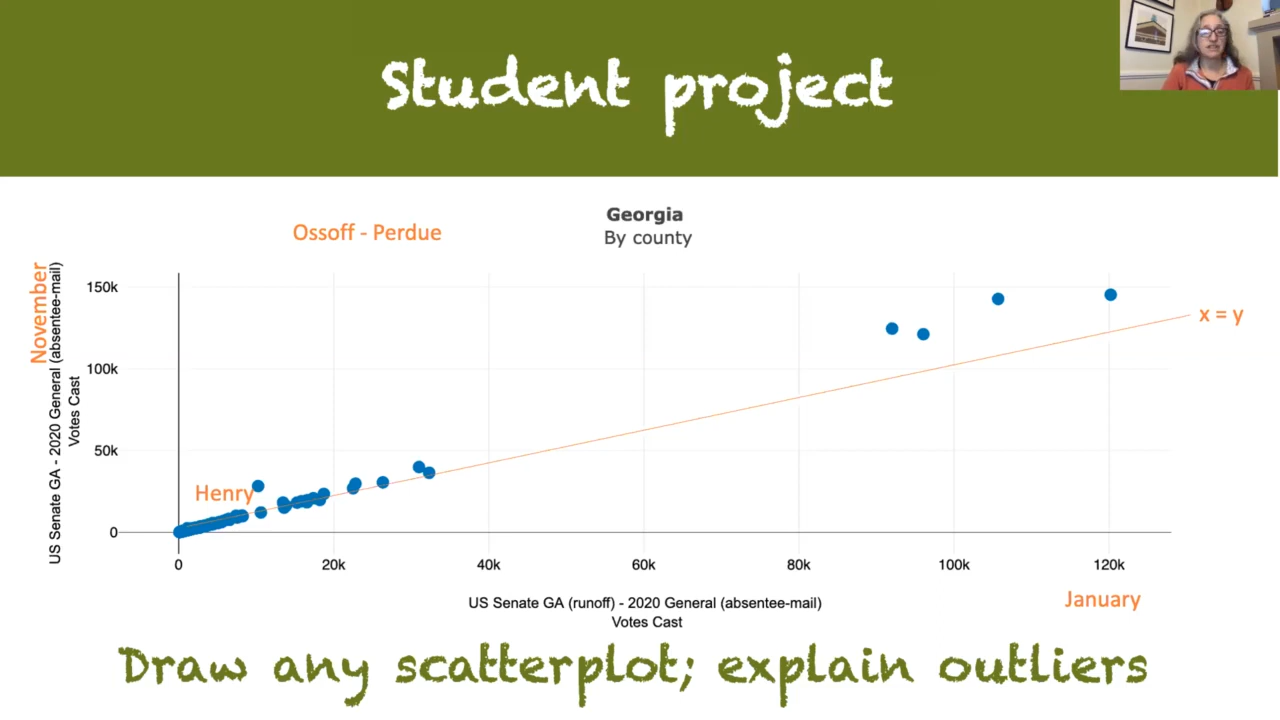 Student project
Georgia
By county
Ossoff - Perdue
November
US Senate GA - 2020 General (absentee-mail)
Votes Cast
150k
100k
50k
0
Henry
x = y
0
20k
40k
60k
80k
100k
120k
January
US Senate GA (runoff) - 2020 General (absentee-mail)
Votes Cast
Draw any scatterplot; explain outliers